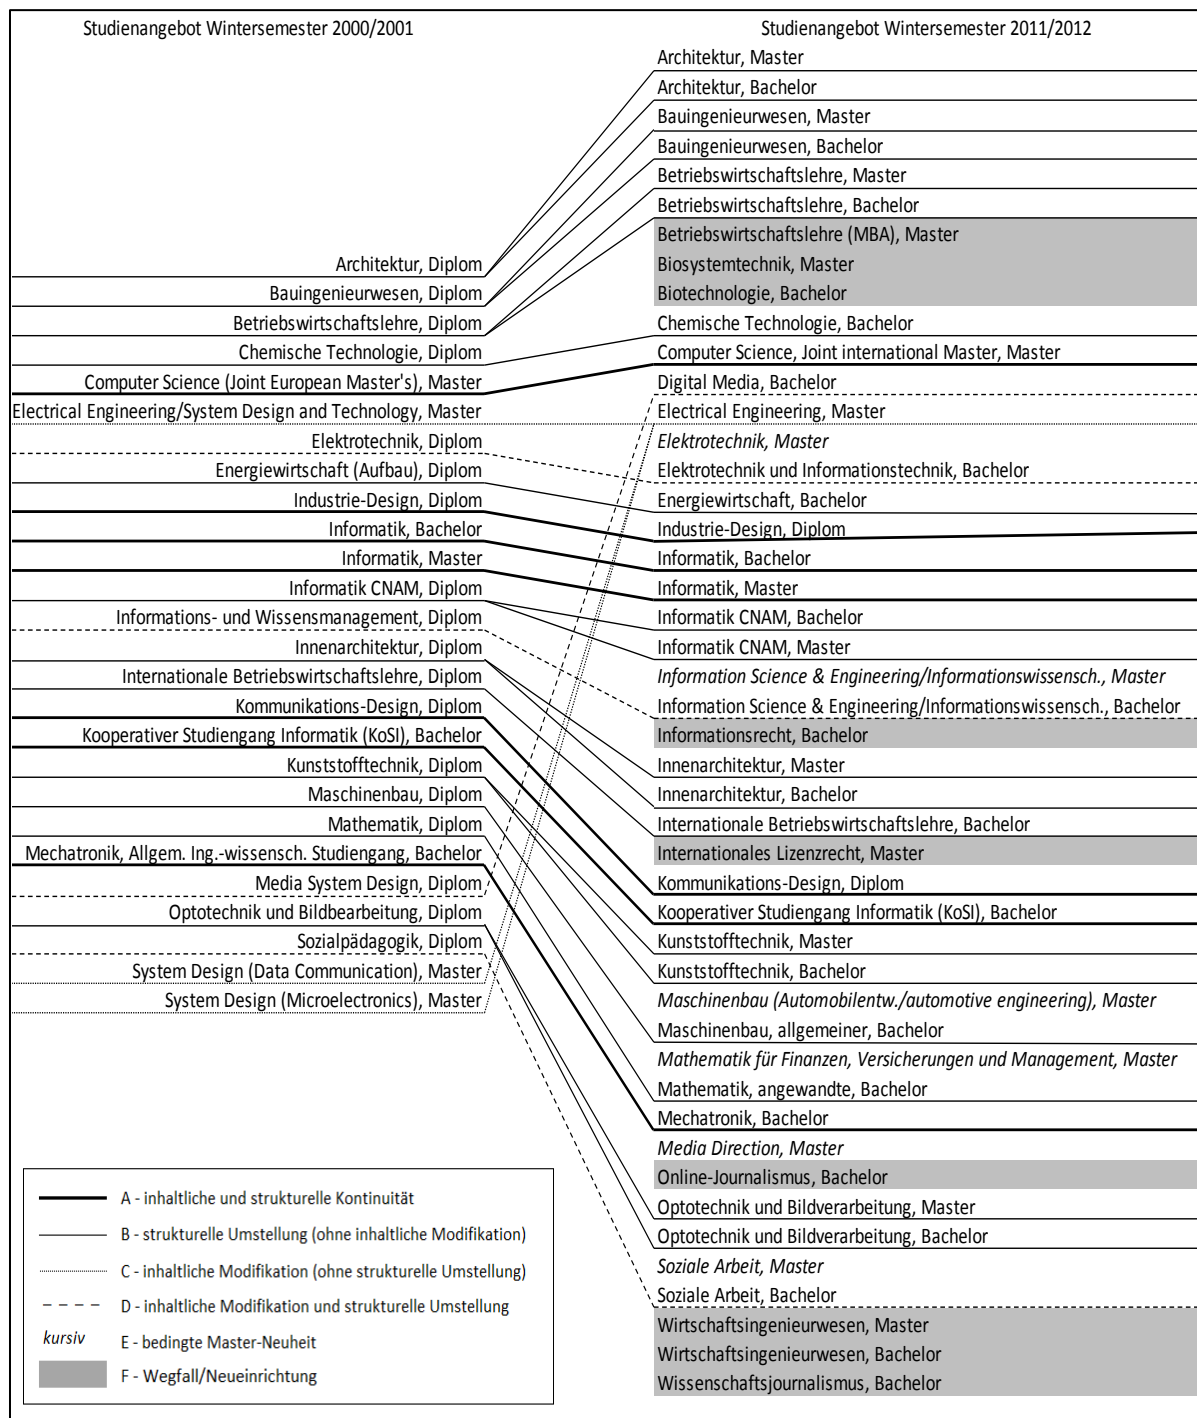 Studienangebot Wintersemester 2000/2001
Architektur, Diplom
Bauingenieurwesen, Diplom
Betriebswirtschaftslehre, Diplom
Chemische Technologie, Diplom
Computer Science (Joint European Master's), Master
Electrical Engineering/System Design and Technology, Master
Elektrotechnik, Diplom
Energiewirtschaft (Aufbau), Diplom
Industrie-Design, Diplom
Informatik, Bachelor
Informatik, Master
Informatik CNAM, Diplom
Informations- und Wissensmanagement, Diplom
Innenarchitektur, Diplom
Internationale Betriebswirtschaftslehre, Diplom
Kommunikations-Design, Diplom
Kooperativer Studiengang Informatik (KoSI), Bachelor
Kunststofftechnik, Diplom
Maschinenbau, Diplom
Mathematik, Diplom
Mechatronik, Allgem. Ing.-wissensch. Studiengang, Bachelor
Media System Design, Diplom
Optotechnik und Bildbearbeitung, Diplom
Sozialpädagogik, Diplom
System Design (Data Communication), Master
System Design (Microelectronics), Master
Studienangebot Wintersemester 2011/2012
Architektur, Master
Architektur, Bachelor
Bauingenieurwesen, Master
Bauingenieurwesen, Bachelor
Betriebswirtschaftslehre, Master
Betriebswirtschaftslehre, Bachelor
Betriebswirtschaftslehre (MBA), Master
Biosystemtechnik, Master
Biotechnologie, Bachelor
Chemische Technologie, Bachelor
Computer Science, Joint international Master, Master
Digital Media, Bachelor
Electrical Engineering, Master
Elektrotechnik, Master
Elektrotechnik und Informationstechnik, Bachelor
Energiewirtschaft, Bachelor
Industrie-Design, Diplom
Informatik, Bachelor
Informatik, Master
Informatik CNAM, Bachelor
Informatik CNAM, Master
Information Science & Engineering/Informationswissensch., Master
Information Science & Engineering/Informationswissensch., Bachelor
Informationsrecht, Bachelor
Innenarchitektur, Master
Innenarchitektur, Bachelor
Internationale Betriebswirtschaftslehre, Bachelor
Internationales Lizenzrecht, Master
Kommunikations-Design, Diplom
Kooperativer Studiengang Informatik (KoSI), Bachelor
Kunststofftechnik, Master
Kunststofftechnik, Bachelor
Maschinenbau (Automobilentw./automotive engineering), Master
Maschinenbau, allgemeiner, Bachelor
Mathematik für Finanzen, Versicherungen und Management, Master
Mathematik, angewandte, Bachelor
Mechatronik, Bachelor
Media Direction, Master
Online-Journalismus, Bachelor
Optotechnik und Bildverarbeitung, Master
Optotechnik und Bildverarbeitung, Bachelor
Soziale Arbeit, Master
Soziale Arbeit, Bachelor
Wirtschaftsingenieurwesen, Master
Wirtschaftsingenieurwesen, Bachelor
Wissenschaftsjournalismus, Bachelor
A - inhaltliche und strukturelle Kontinuität
B - strukturelle Umstellung (ohne inhaltliche Modifikation)
C - inhaltliche Modifikation (ohne strukturelle Umstellung)
D - inhaltliche Modifikation und strukturelle Umstellung
kursiv E - bedingte Master-Neuheit
F - Wegfall/Neueinrichtung